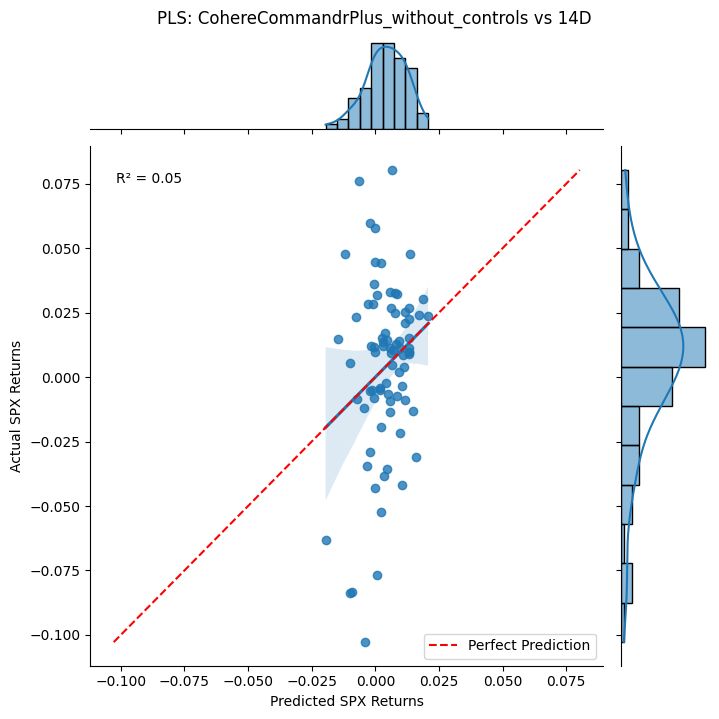 PLS: CohereCommandrPlus_without_controls vs 14D
R² = 0.05
0.075
0.050
0.025
0.000
−0.025
−0.050
−0.075
−0.100
Actual SPX Returns
Perfect Prediction
−0.100 −0.075 −0.050 −0.025 0.000 0.025 0.050 0.075
Predicted SPX Returns